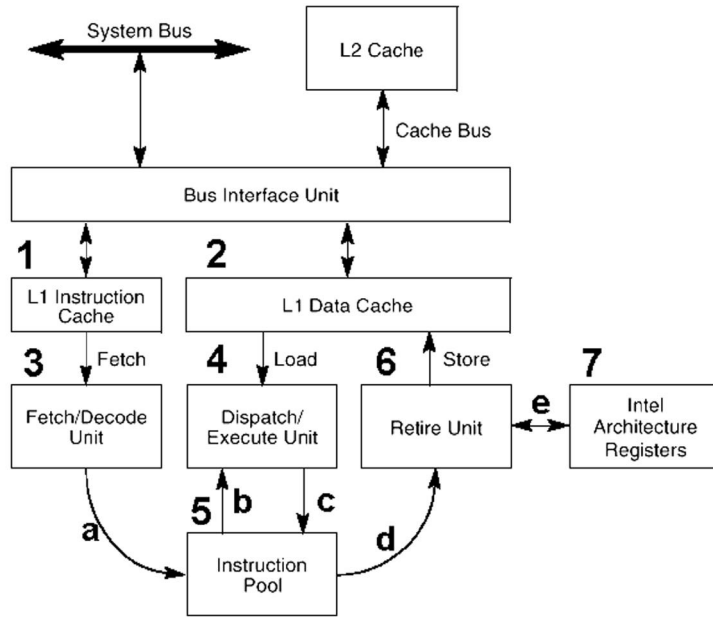 System Bus
L2 Cache
Cache Bus
Bus Interface Unit
1
2
L1 Instruction
Cache
L1 Data Cache
3
Fetch
4
Load
6
Store
7
Fetch/Decode
Unit
Dispatch/
Execute Unit
Retire Unit
e
Intel
Architecture
Registers
a
5
b
c
d
Instruction
Pool